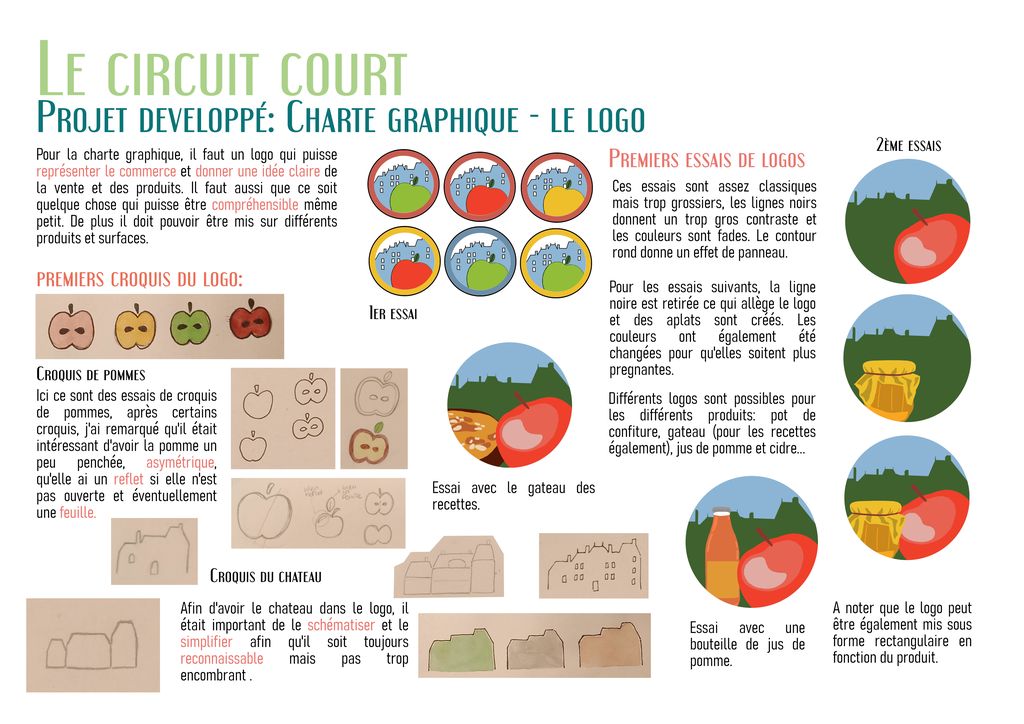 Le circuit court
Projet developpé: Charte graphique - le logo
Pour la charte graphique, il faut un logo qui puisse
représenter le commerce et donner une idée claire de
la vente et des produits. Il faut aussi que ce soit
quelque chose qui puisse être compréhensible même
petit. De plus il doit pouvoir être mis sur différents
produits et surfaces.
premiers croquis du logo:
Croquis de pommes
Ici ce sont des essais de croquis
de pommes, après certains
croquis, j'ai remarqué qu'il était
intéressant d'avoir la pomme un
peu penchée, asymétrique,
qu'elle ai un reflet si elle n'est
pas ouverte et éventuellement
une feuille.
Croquis du chateau
Afin d'avoir le chateau dans le logo, il
était important de le schématiser et le
simplifier afin qu'il soit toujours
reconnaissable mais pas trop
encombrant .
1er essai
Essai avec le gateau des
recettes.
Premiers essais de logos
Ces essais sont assez classiques
mais trop grossiers, les lignes noirs
donnent un trop gros contraste et
les couleurs sont fades. Le contour
rond donne un effet de panneau.
Pour les essais suivants, la ligne
noire est retirée ce qui allège le logo
et des aplats sont créés. Les
couleurs ont également été
changées pour qu'elles soitent plus
pregnantes.
Différents logos sont possibles pour
les différents produits: pot de
confiture, gateau (pour les recettes
également), jus de pomme et cidre...
Essai avec une
bouteille de jus de
pomme.
2ème essais
A noter que le logo peut
être également mis sous
forme rectangulaire en
fonction du produit.